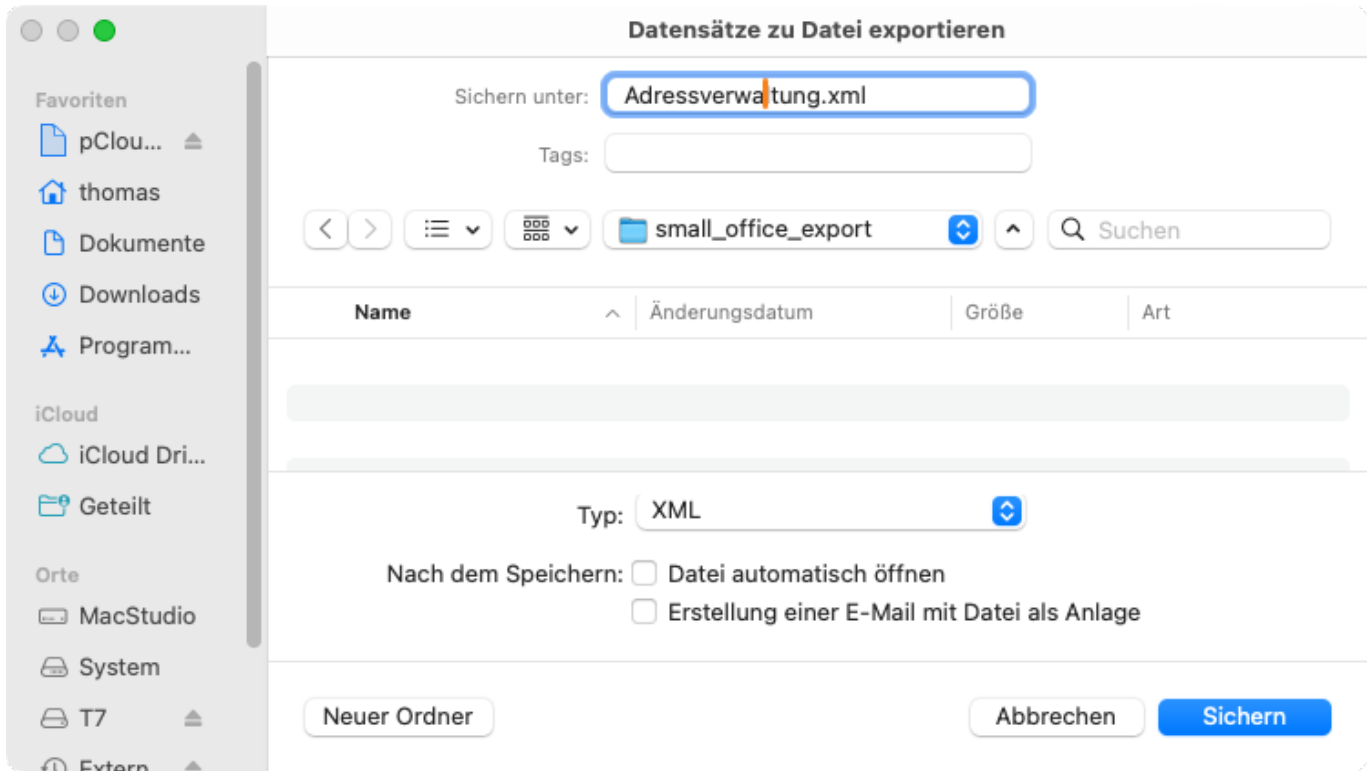 Datensätze zu Datei exportieren
Favoriten
pClou...
thomas
Dokumente
Downloads
Program...
iCloud
iCloud Dri...
Geteilt
Orte
MacStudio
System
T7
Extern
Sichern unter: Adressverwaltung.xml
Tags:
small_office_export
Suchen
Name Änderungsdatum Größe Art
Typ: XML
Nach dem Speichern: Datei automatisch öffnen
Erstellung einer E-Mail mit Datei als Anlage
Neuer Ordner Abbrechen Sichern